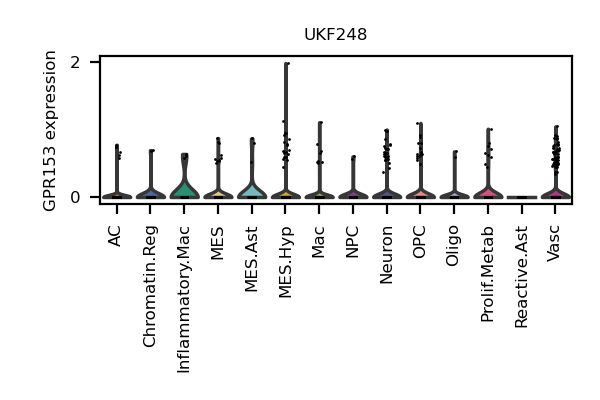 UKF248
GPR153 expression
2
0
AC
Chromatin.Reg
Inflammatory.Mac
MES
MES.Ast
MES.Hyp
Mac
NPC
Neuron
OPC
Oligo
Prolif.Metab
Reactive.Ast
Vasc